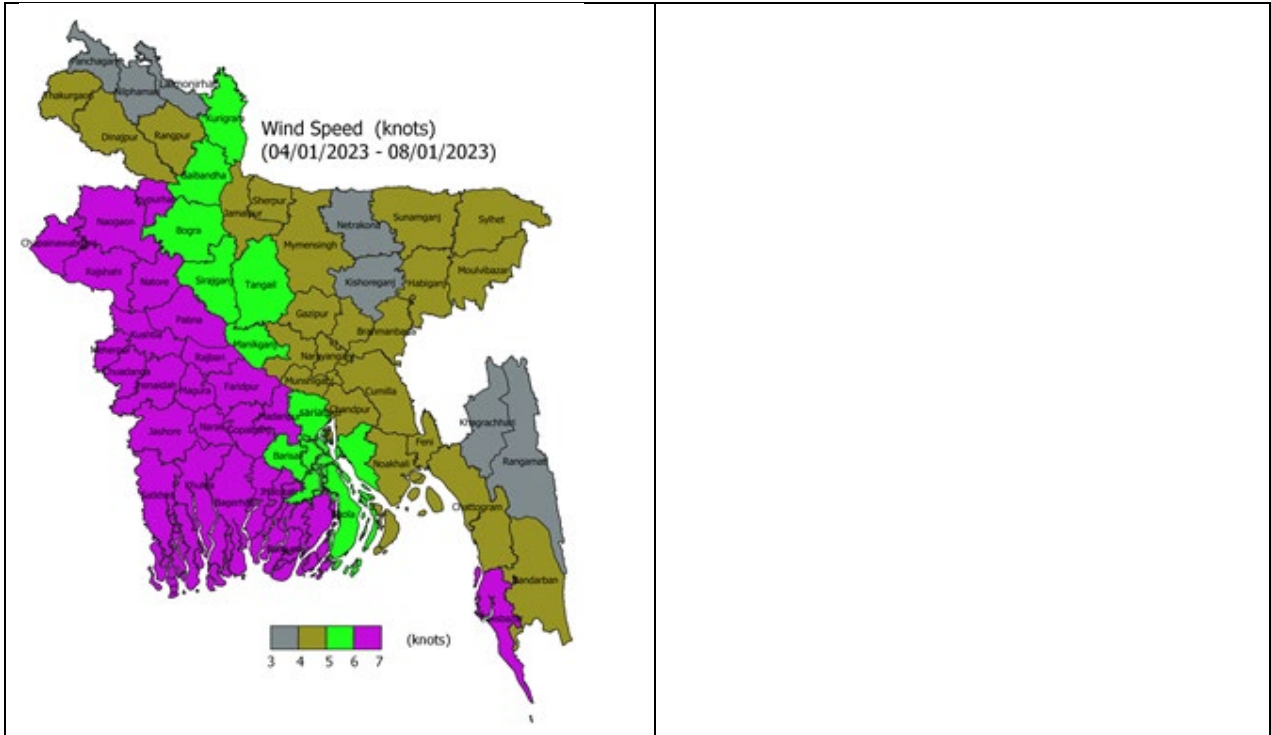 Panchagarh
Lalmonirhat
Nilphamari
Thakurgaon
Kurigram
Wind Speed (knots)
Dinajpur
Rangpur
(04/01/2023 - 08/01/2023)
Gaibandha
Joypurhat
Sherpur
Jamalpur
Naogaon
Netrakona
Sunamganj
Sylhet
Bogra
Mymensingh
Rajshahi
Natore
Sirajganj
Tangail
Kishoreganj
Habiganj
Moulvibazar
Gazipur
Pabna
Kushtia
Manikganj
Narayanganj
Rajbari
Chuadanga
Munshiganj
Jhenaidah
Magura
Faridpur
Cumilla
Madaripur
Chandpur
Khagrachhari
Jashore
Narail
Gopalganj
Feni
Barisal
Noakhali
Rangamati
Satkhira
Khulna
Bagerhat
Chattogram
Bhola
Bandarban
(knots)
3 4 5 6 7